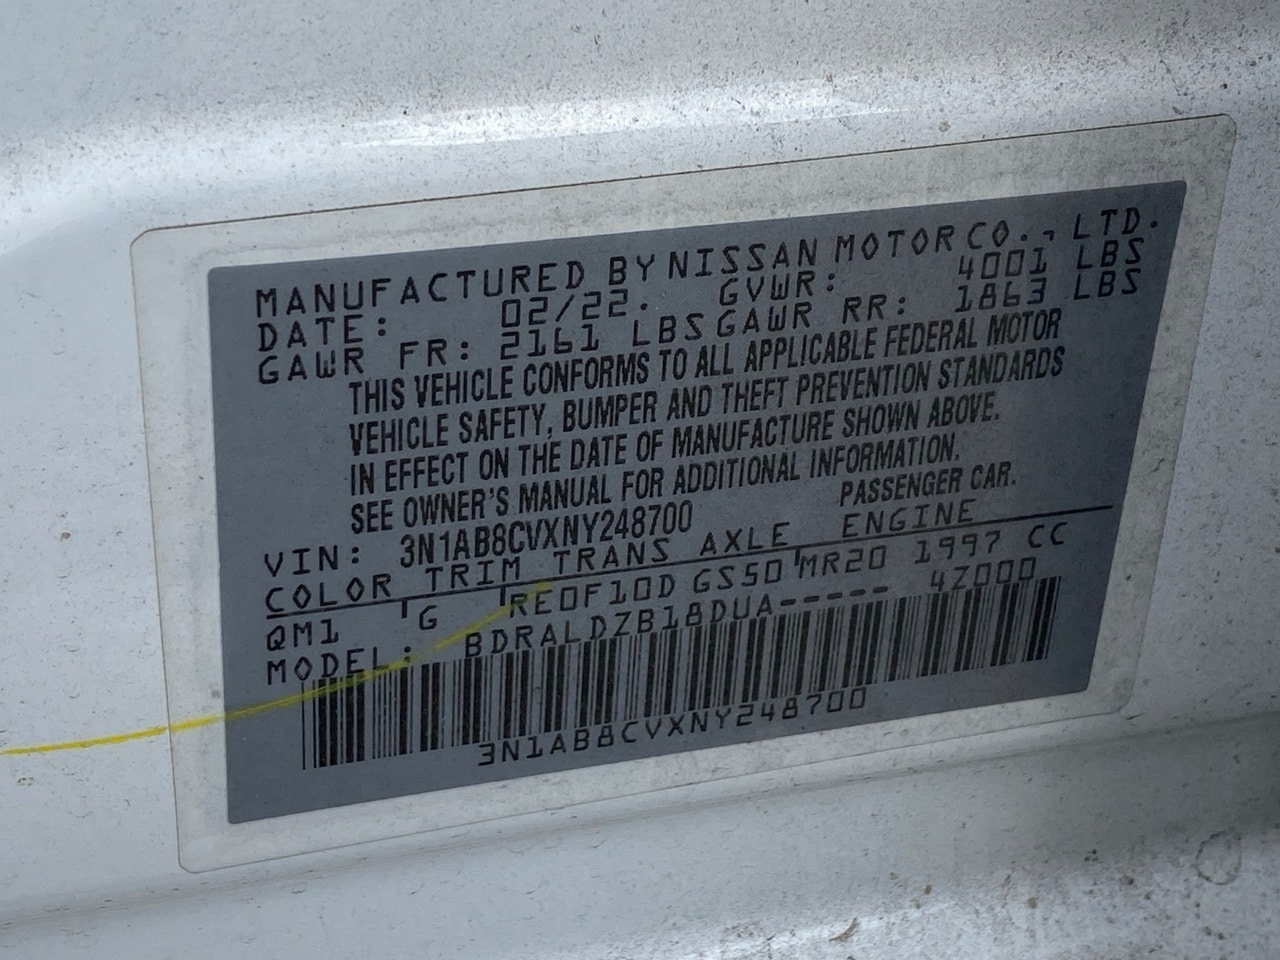 MANUFACTURED BY NISSAN MOTOR CO., LTD.
DATE: 02/22. GVWR: 4001 LBS
GAWR FR: 2161 LBS GAWR RR: 1863 LBS
THIS VEHICLE CONFORMS TO ALL APPLICABLE FEDERAL MOTOR
VEHICLE SAFETY, BUMPER AND THEFT PREVENTION STANDARDS
IN EFFECT ON THE DATE OF MANUFACTURE SHOWN ABOVE.
SEE OWNER'S MANUAL FOR ADDITIONAL INFORMATION.
VIN: 3N1AB8CVXNY248700 PASSENGER CAR.
COLOR TRIM TRANS AXLE ENGINE
QM1 G RE0F10D GS50 MR20 1997 CC
MODEL: BDRALDZB18DUA----- 4Z000
3N1AB8CVXNY248700